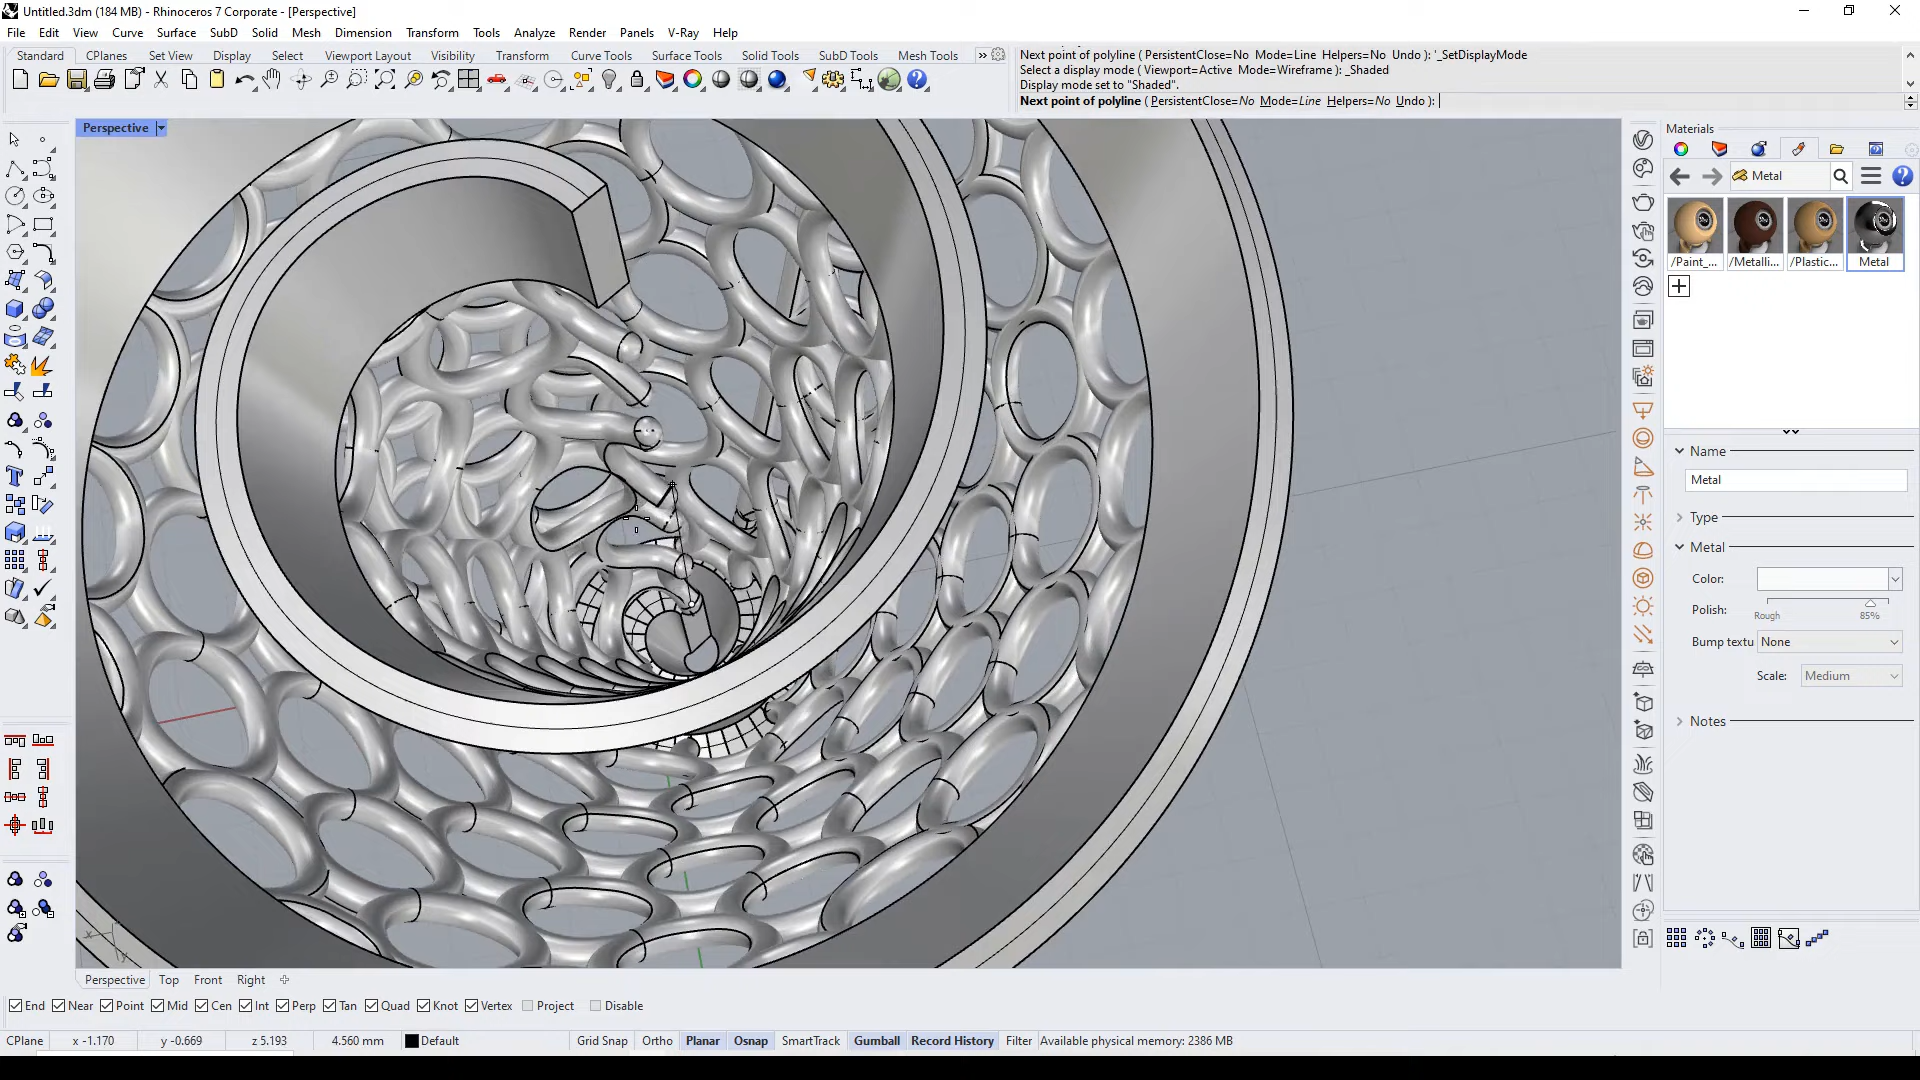 Untitled.3dm (184 MB) - Rhinoceros 7 Corporate - [Perspective]
File Edit View Curve Surface SubD Solid Mesh Dimension Transform Tools Analyze Render Panels V-Ray Help
Standard CPlanes Set View Display Select Viewport Layout Visibility Transform Curve Tools Surface Tools Solid Tools SubD Tools Mesh Tools »
Next point of polyline ( PersistentClose=No Mode=Line Helpers=No Undo ): '_SetDisplayMode
Select a display mode ( Viewport=Active Mode=Wireframe ): _Shaded
Display mode set to "Shaded".
Next point of polyline ( PersistentClose=No Mode=Line Helpers=No Undo ):
Perspective
Materials
Metal
/Paint_... /Metalli... /Plastic... Metal
Name
Metal
Type
Metal
Color:
Polish:
Rough 85%
Bump textu None
Scale: Medium
Notes
x
y
Perspective Top Front Right
End Near Point Mid Cen Int Perp Tan Quad Knot Vertex Project Disable
CPlane x -1.170 y -0.669 z 5.193 4.560 mm Default Grid Snap Ortho Planar Osnap SmartTrack Gumball Record History Filter Available physical memory: 2386 MB